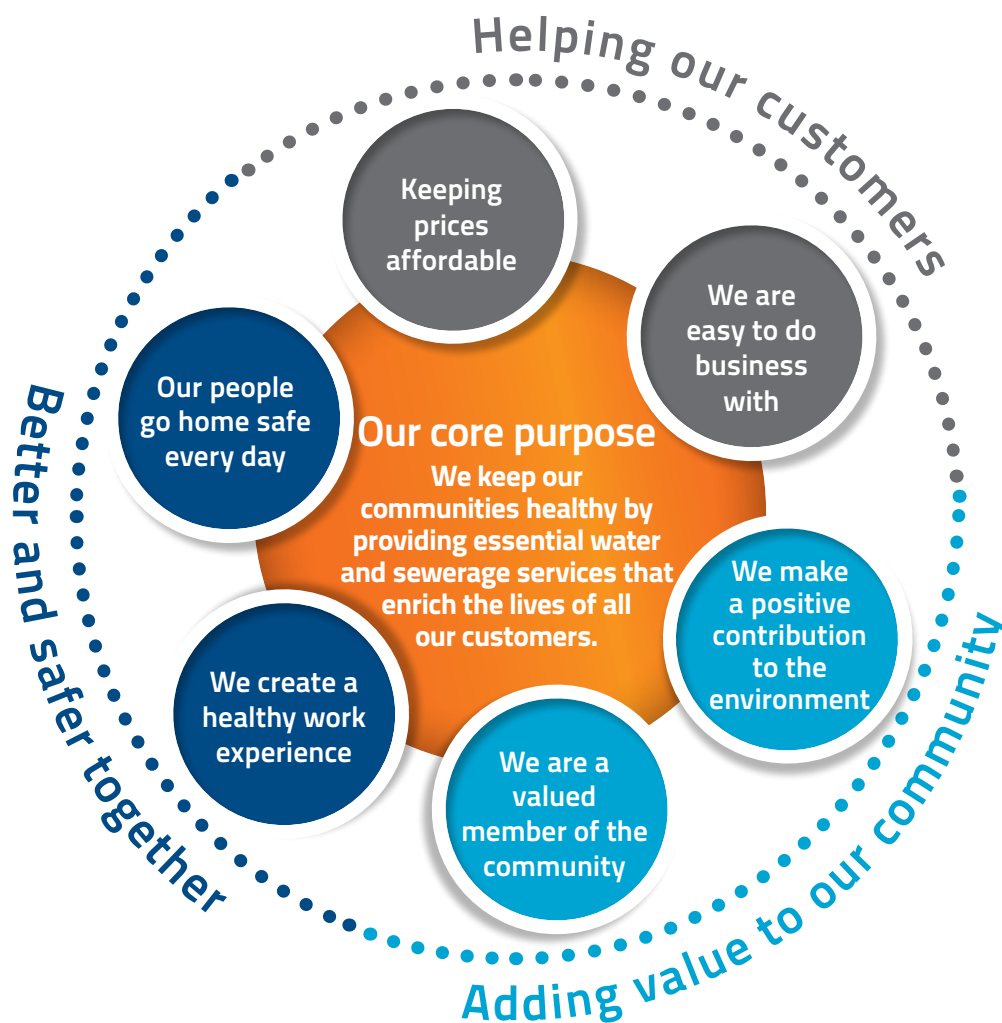 Helping our customers
Keeping
prices
affordable
We are
easy to do
business
with
Our people
go home safe
every day
Our core purpose
We keep our
communities healthy by
providing essential water
and sewerage services that
enrich the lives of all
our customers.
We make
a positive
contribution
to the
environment
We create a
healthy work
experience
We are a
valued
member of the
community
Better and safer together
Adding value to our community